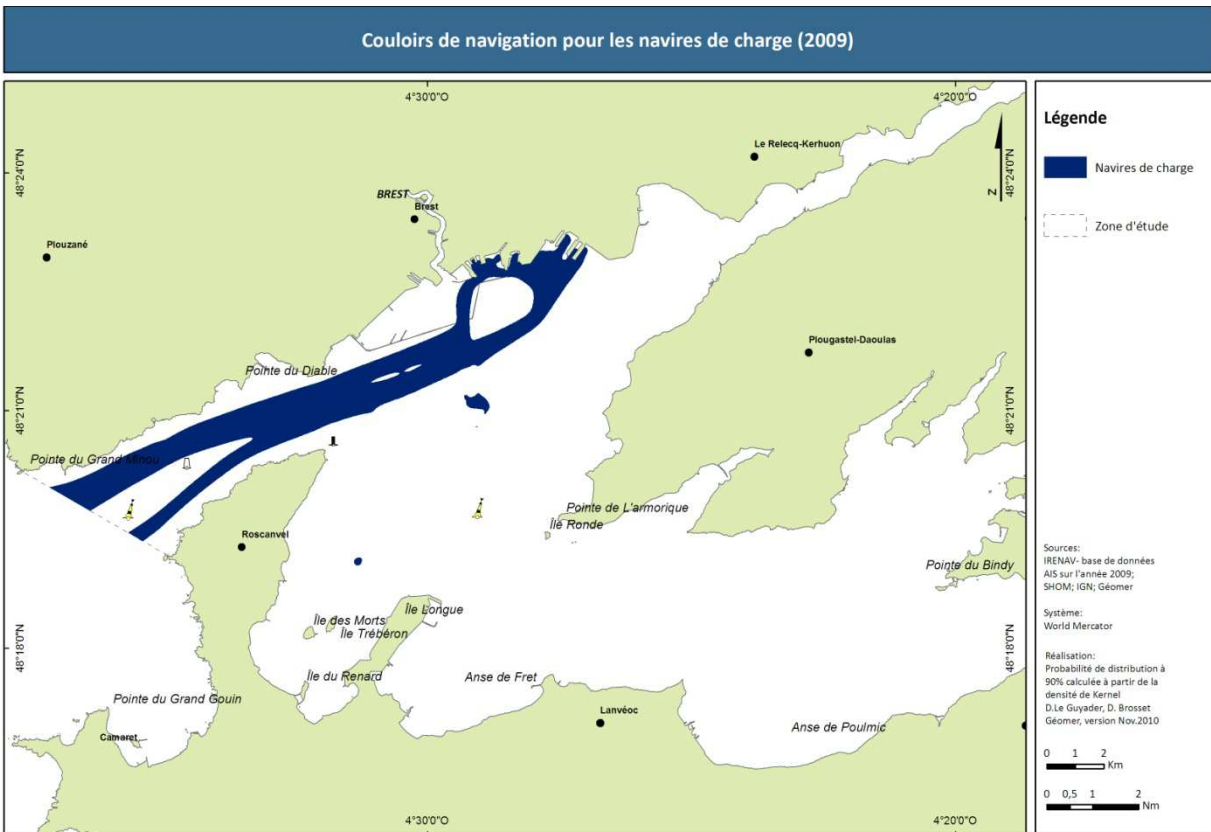 Couloirs de navigation pour les navires de charge (2009)
4°30'0"O
4°20'0"O
48°24'0"N
48°24'0"N
Légende
Navires de charge
Zone d'étude
Z
Le Relecq-Kerhuon
BREST
Brest
Plouzané
Plougastel-Daoulas
Pointe du Diable
48°21'0"N
48°21'0"N
Pointe du Grand Minou
Pointe de L'armorique
Île Ronde
Roscanvel
Pointe du Bindy
Île Longue
Île des Morts
Île Trébéron
48°18'0"N
48°18'0"N
Île du Renard
Anse de Fret
Pointe du Grand Gouin
Lanvéoc
Anse de Poulmic
Camaret
4°30'0"O
4°20'0"O
Sources:
IRENAV- base de données
AIS sur l'année 2009;
SHOM; IGN; Géomer
Système:
World Mercator
Réalisation:
Probabilité de distribution à
90% calculée à partir de la
densité de Kernel
D.Le Guyader, D. Brosset
Géomer, version Nov.2010
0 1 2
Km
0 0,5 1 2
Nm